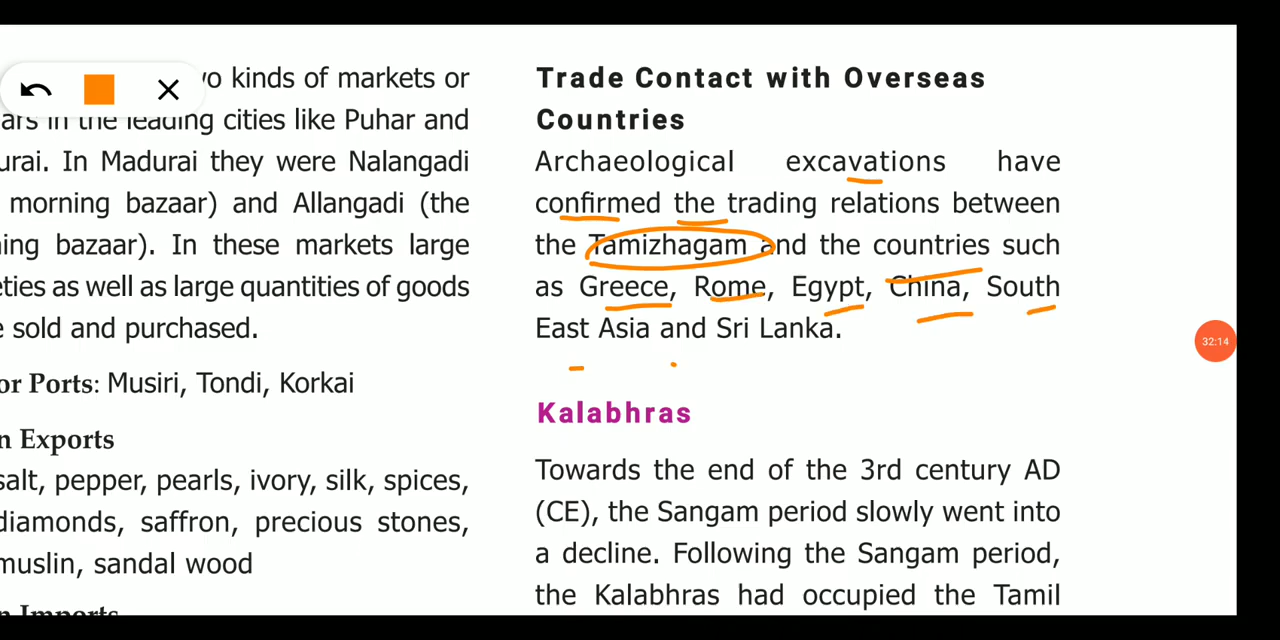 vo kinds of markets or
ars in the leading cities like Puhar and
urai. In Madurai they were Nalangadi
morning bazaar) and Allangadi (the
ning bazaar). In these markets large
eties as well as large quantities of goods
e sold and purchased.
or Ports: Musiri, Tondi, Korkai
n Exports
salt, pepper, pearls, ivory, silk, spices,
diamonds, saffron, precious stones,
muslin, sandal wood
n Imports
Trade Contact with Overseas
Countries
Archaeological excavations have
confirmed the trading relations between
the Tamizhagam and the countries such
as Greece, Rome, Egypt, China, South
East Asia and Sri Lanka.
Kalabhras
Towards the end of the 3rd century AD
(CE), the Sangam period slowly went into
a decline. Following the Sangam period,
the Kalabhras had occupied the Tamil
32:14